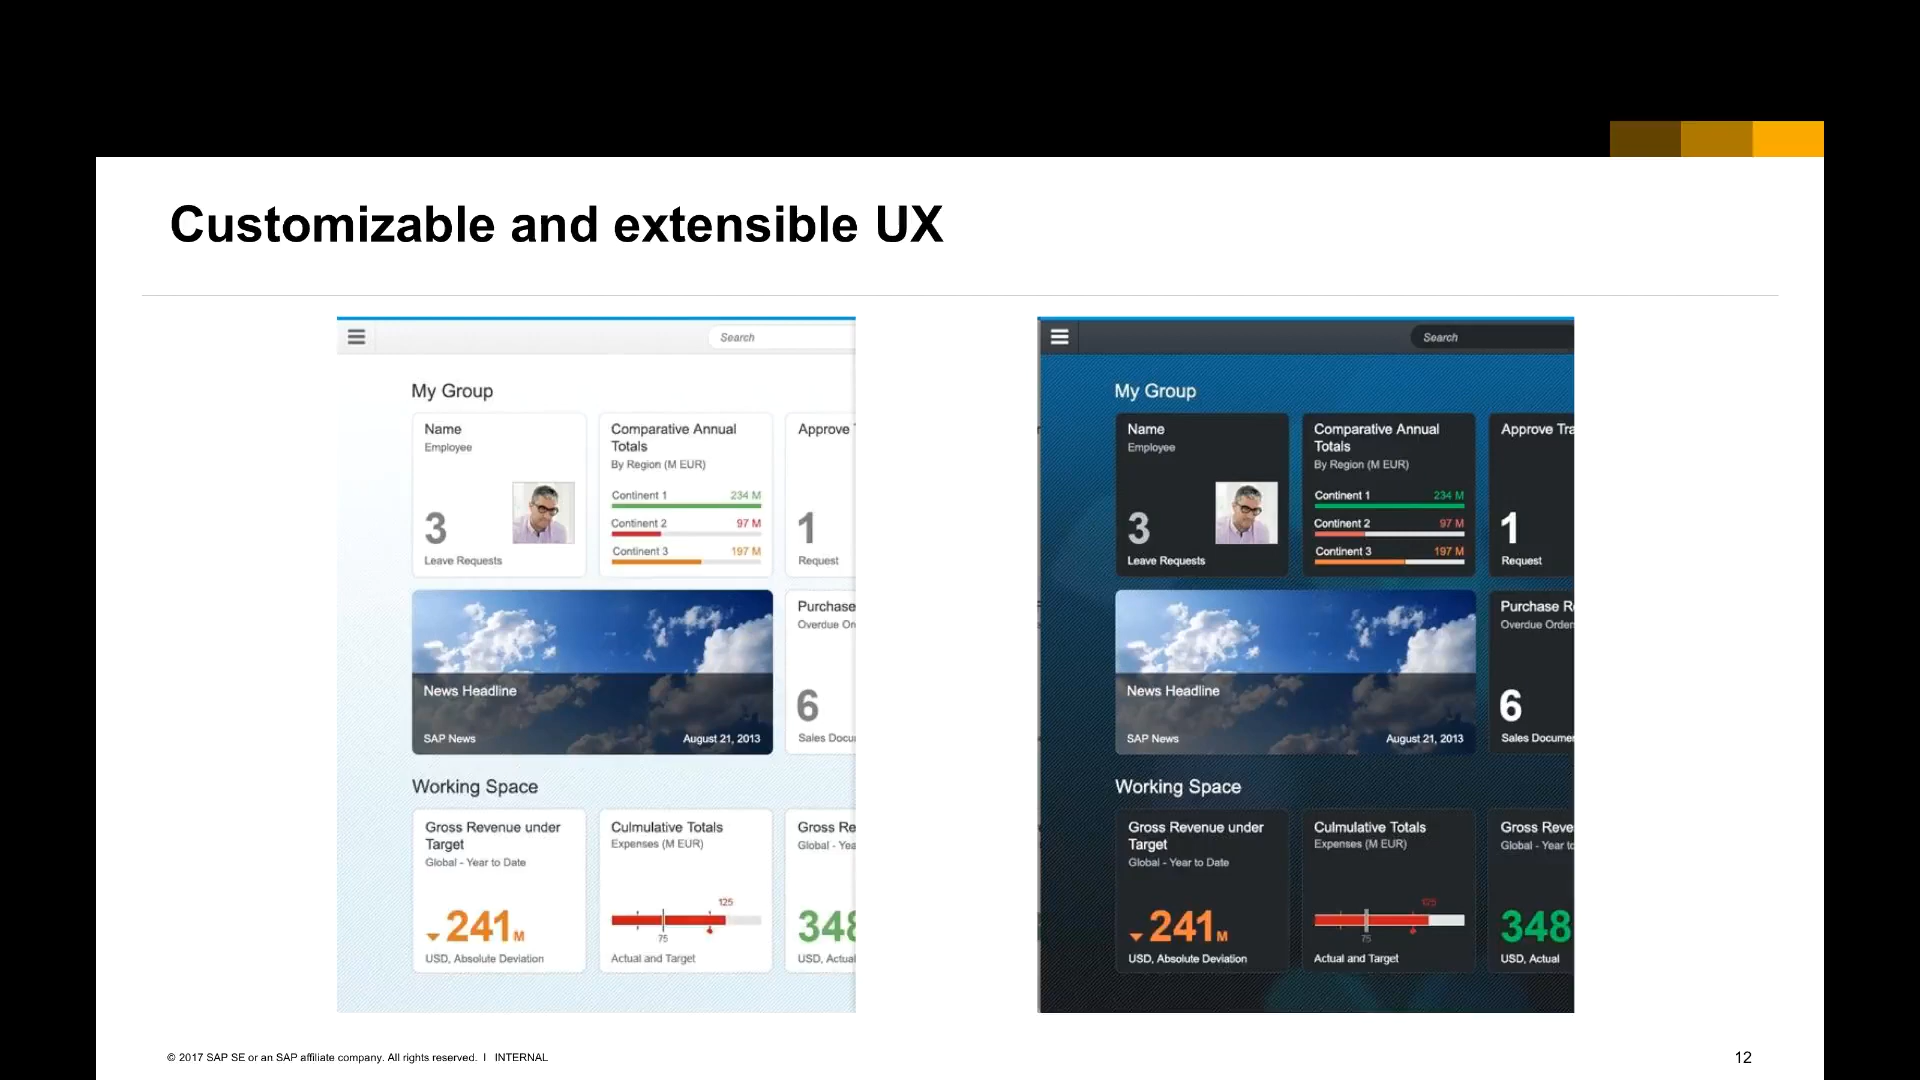 Customizable and extensible UX
Search
My Group
Name
Employee
3
Leave Requests
Comparative Annual
Totals
By Region (M EUR)
Continent 1 234 M
Continent 2 97 M
Continent 3 197 M
Approve
1
Request
News Headline
SAP News August 21, 2013
Purchase
Overdue Or
6
Sales Docu
Working Space
Gross Revenue under
Target
Global - Year to Date
241 M
USD, Absolute Deviation
Culmulative Totals
Expenses (M EUR)
125
75
Actual and Target
Gross Re
Global - Yea
348
USD, Actual
Search
My Group
Name
Employee
3
Leave Requests
Comparative Annual
Totals
By Region (M EUR)
Continent 1 234 M
Continent 2 97 M
Continent 3 197 M
Approve Tra
1
Request
News Headline
SAP News August 21, 2013
Purchase R
Overdue Order
6
Sales Docume
Working Space
Gross Revenue under
Target
Global - Year to Date
241 M
USD, Absolute Deviation
Culmulative Totals
Expenses (M EUR)
125
75
Actual and Target
Gross Reve
Global - Year to
348
USD, Actual
© 2017 SAP SE or an SAP affiliate company. All rights reserved. I INTERNAL
12